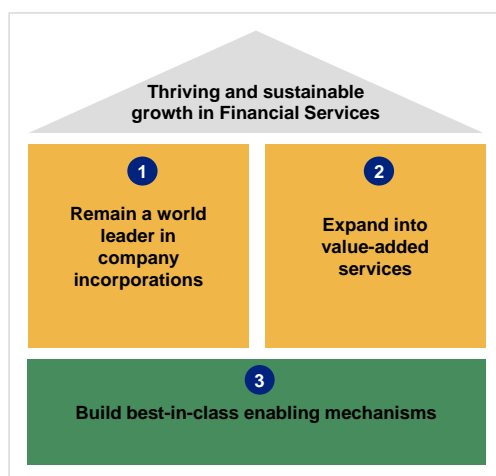 Thriving and sustainable
growth in Financial Services
1
Remain a world
leader in
company
incorporations
2
Expand into
value-added
services
3
Build best-in-class enabling mechanisms